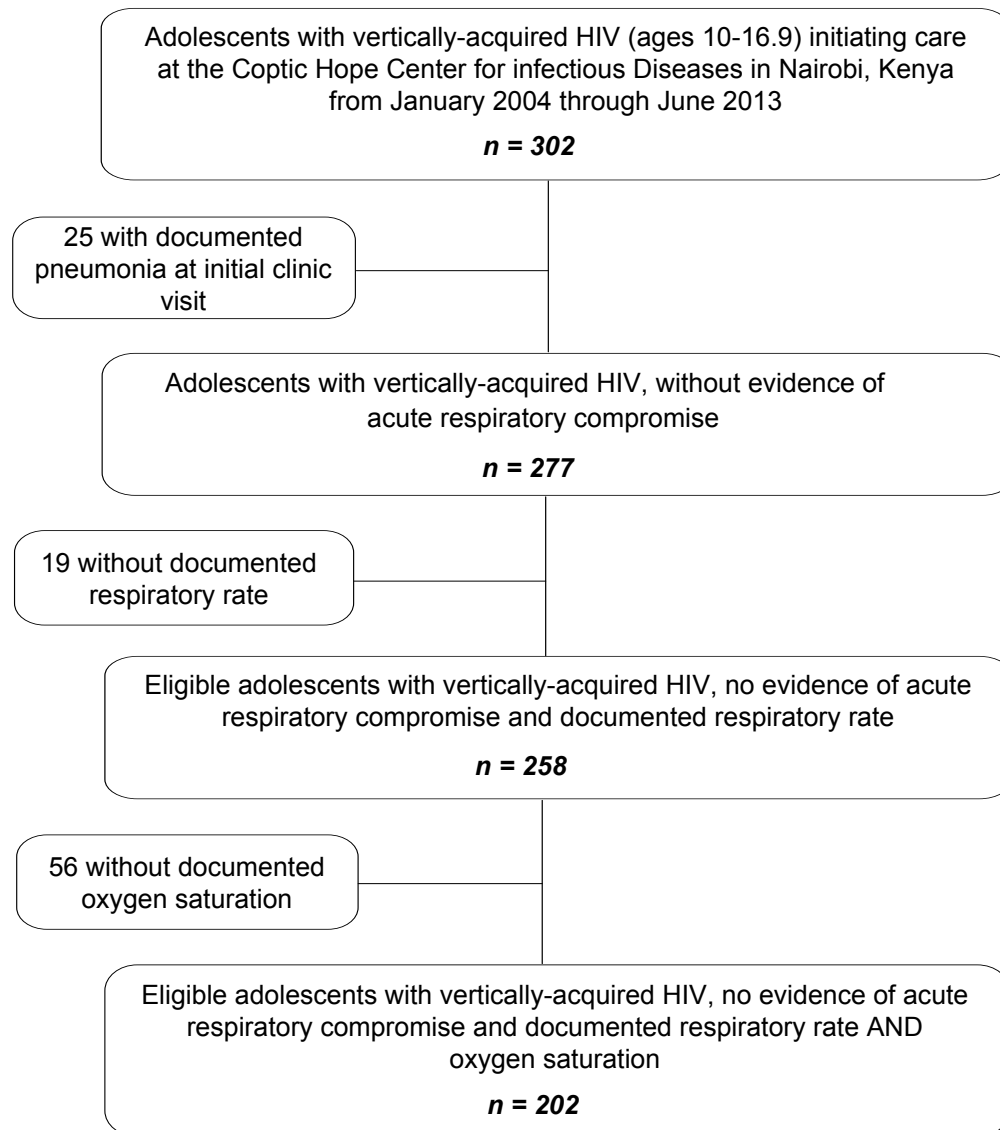 Adolescents with vertically-acquired HIV (ages 10-16.9) initiating care
at the Coptic Hope Center for infectious Diseases in Nairobi, Kenya
from January 2004 through June 2013
n = 302
25 with documented
pneumonia at initial clinic
visit
Adolescents with vertically-acquired HIV, without evidence of
acute respiratory compromise
n = 277
19 without documented
respiratory rate
Eligible adolescents with vertically-acquired HIV, no evidence of acute
respiratory compromise and documented respiratory rate
n = 258
56 without documented
oxygen saturation
Eligible adolescents with vertically-acquired HIV, no evidence of acute
respiratory compromise and documented respiratory rate AND
oxygen saturation
n = 202